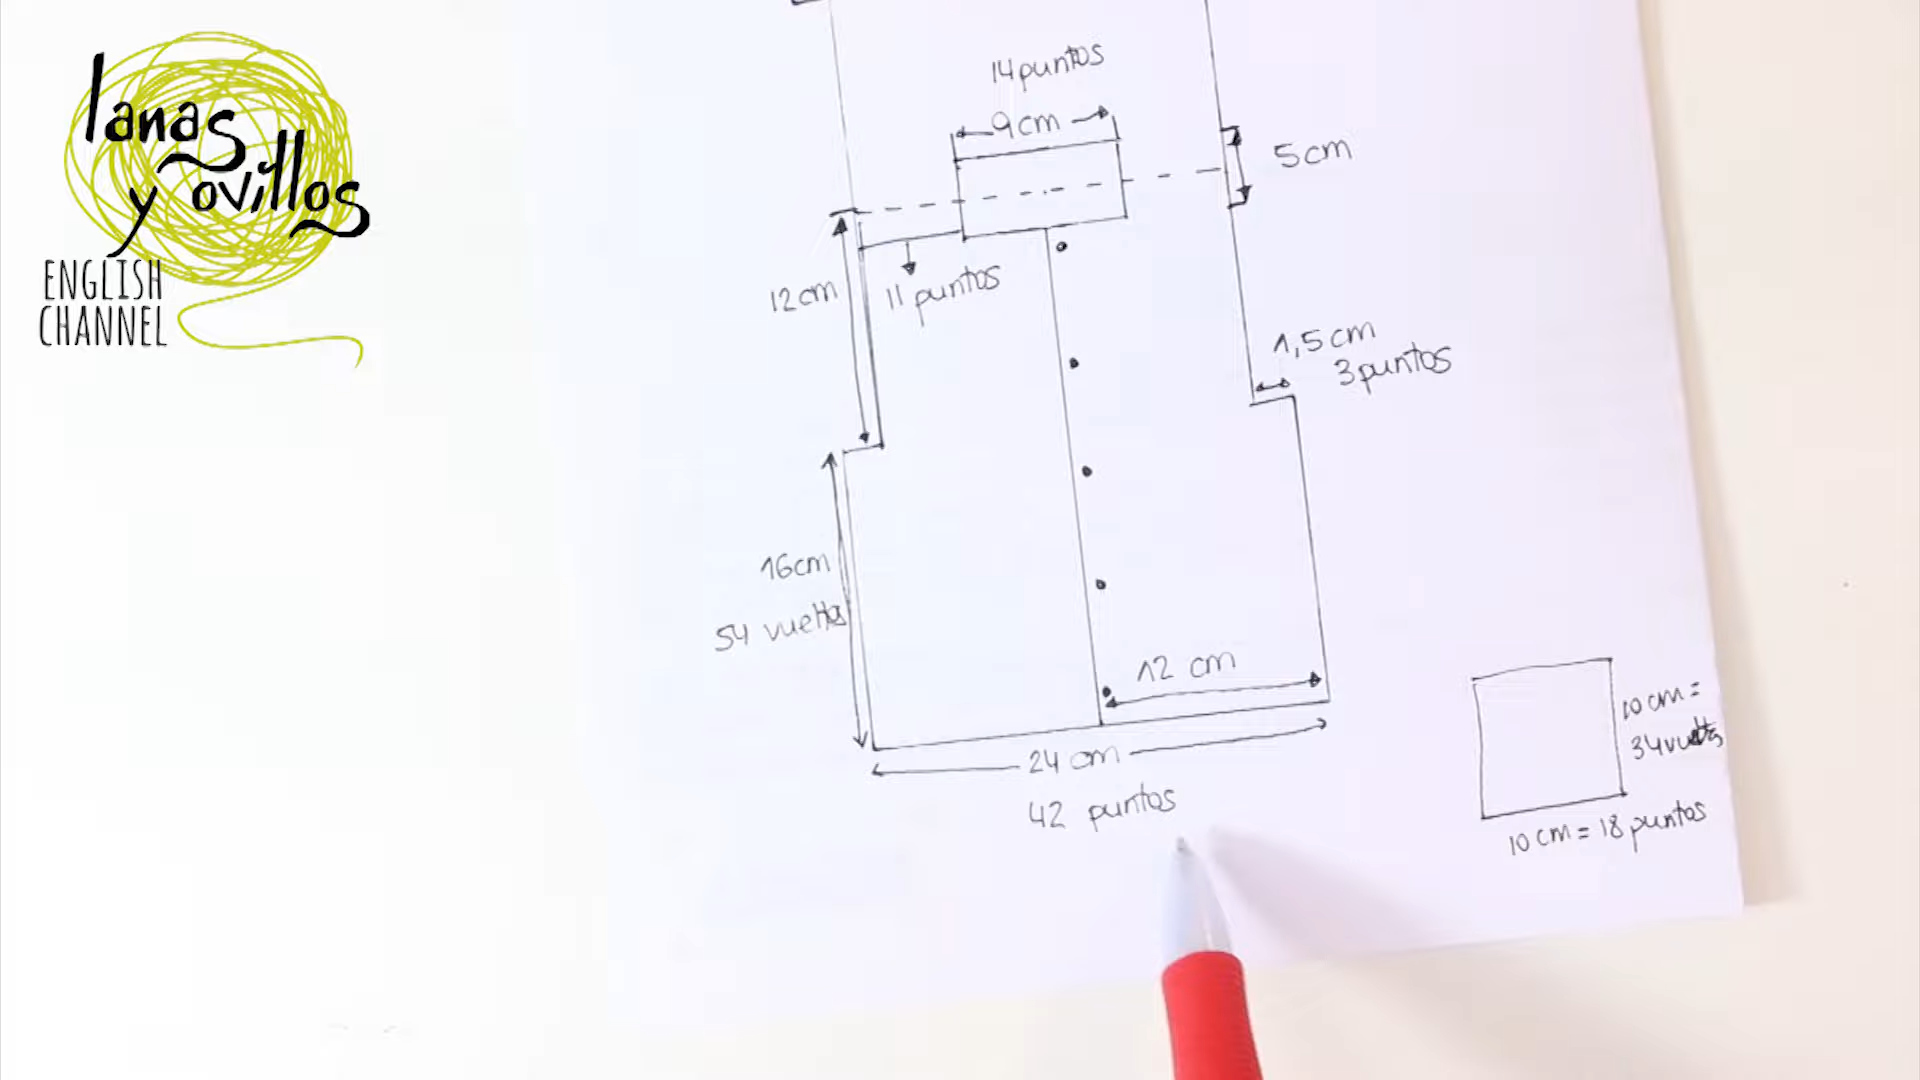 lanas
y ovillos
ENGLISH
CHANNEL
14 puntos
9 cm
5 cm
12 cm
11 puntos
1,5 cm
3 puntos
16 cm
54 vueltas
12 cm
24 cm
42 puntos
10 cm =
34 vueltas
10 cm = 18 puntos